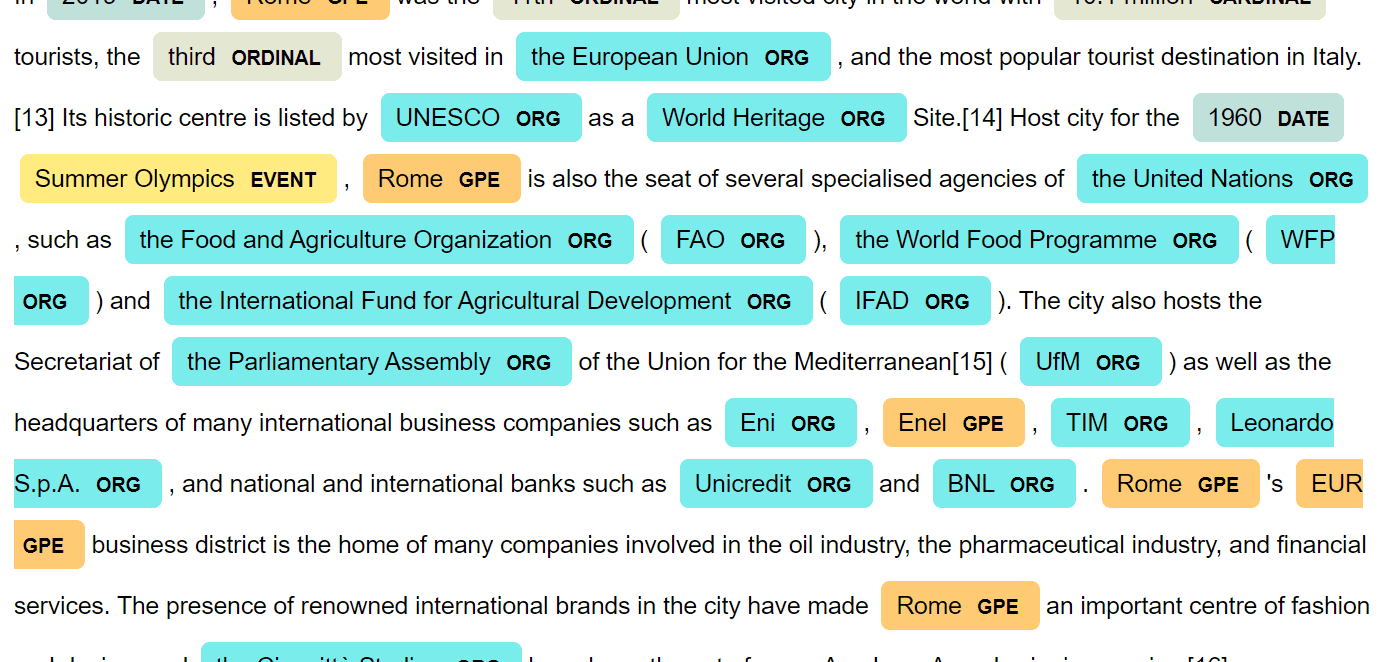 in 2019 DATE , Rome GPE was the 11th ORDINAL most visited city in the world with 10.1 million CARDINAL
tourists, the third ORDINAL most visited in the European Union ORG , and the most popular tourist destination in Italy.
[13] Its historic centre is listed by UNESCO ORG as a World Heritage ORG Site.[14] Host city for the 1960 DATE
Summer Olympics EVENT , Rome GPE is also the seat of several specialised agencies of the United Nations ORG
, such as the Food and Agriculture Organization ORG ( FAO ORG ), the World Food Programme ORG ( WFP
ORG ) and the International Fund for Agricultural Development ORG ( IFAD ORG ). The city also hosts the
Secretariat of the Parliamentary Assembly ORG of the Union for the Mediterranean[15] ( UfM ORG ) as well as the
headquarters of many international business companies such as Eni ORG , Enel GPE , TIM ORG , Leonardo
S.p.A. ORG , and national and international banks such as Unicredit ORG and BNL ORG . Rome GPE 's EUR
GPE business district is the home of many companies involved in the oil industry, the pharmaceutical industry, and financial
services. The presence of renowned international brands in the city have made Rome GPE an important centre of fashion